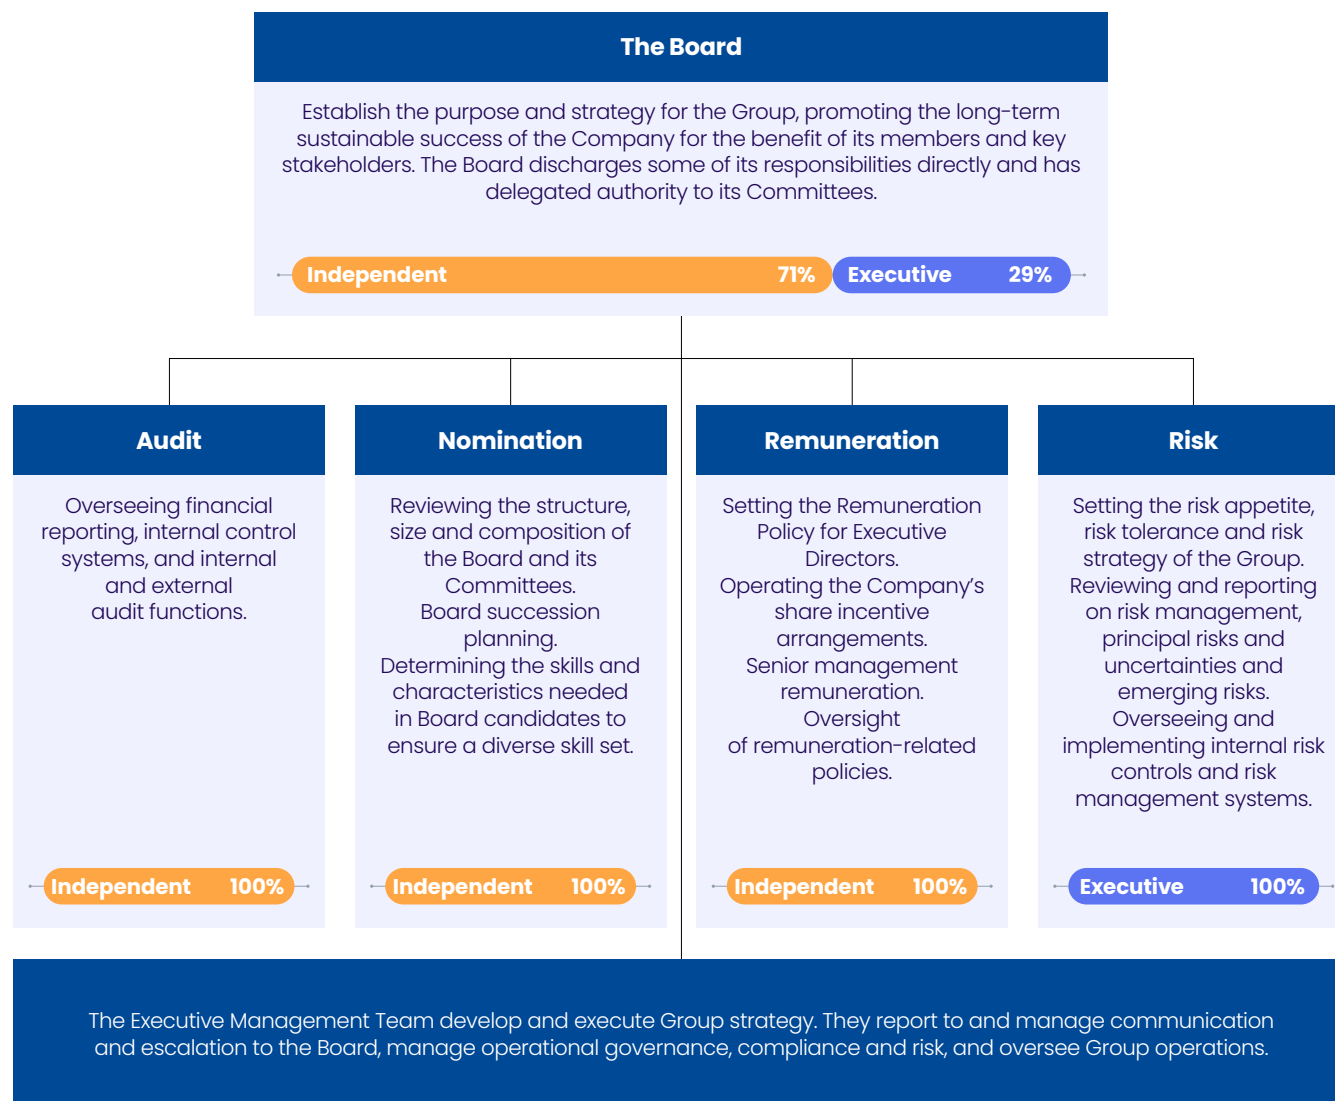 The Board
Establish the purpose and strategy for the Group, promoting the long-term
sustainable success of the Company for the benefit of its members and key
stakeholders. The Board discharges some of its responsibilities directly and has
delegated authority to its Committees.
Independent 71% Executive 29%
Audit
Overseeing financial
reporting, internal control
systems, and internal
and external
audit functions.
Independent 100%
Nomination
Reviewing the structure,
size and composition of
the Board and its
Committees.
Board succession
planning.
Determining the skills and
characteristics needed
in Board candidates to
ensure a diverse skill set.
Independent 100%
Remuneration
Setting the Remuneration
Policy for Executive
Directors.
Operating the Company’s
share incentive
arrangements.
Senior management
remuneration.
Oversight
of remuneration-related
policies.
Independent 100%
Risk
Setting the risk appetite,
risk tolerance and risk
strategy of the Group.
Reviewing and reporting
on risk management,
principal risks and
uncertainties and
emerging risks.
Overseeing and
implementing internal risk
controls and risk
management systems.
Executive 100%
The Executive Management Team develop and execute Group strategy. They report to and manage communication
and escalation to the Board, manage operational governance, compliance and risk, and oversee Group operations.